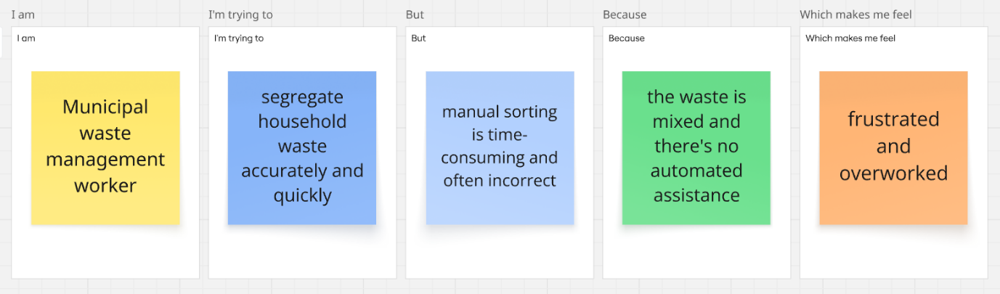 I am
I'm trying to
But
Because
Which makes me feel
I am
I'm trying to
But
Because
Which makes me feel
Municipal
waste
management
worker
segregate
household
waste
accurately and
quickly
manual sorting
is time-
consuming and
often incorrect
the waste is
mixed and
there's no
automated
assistance
frustrated
and
overworked